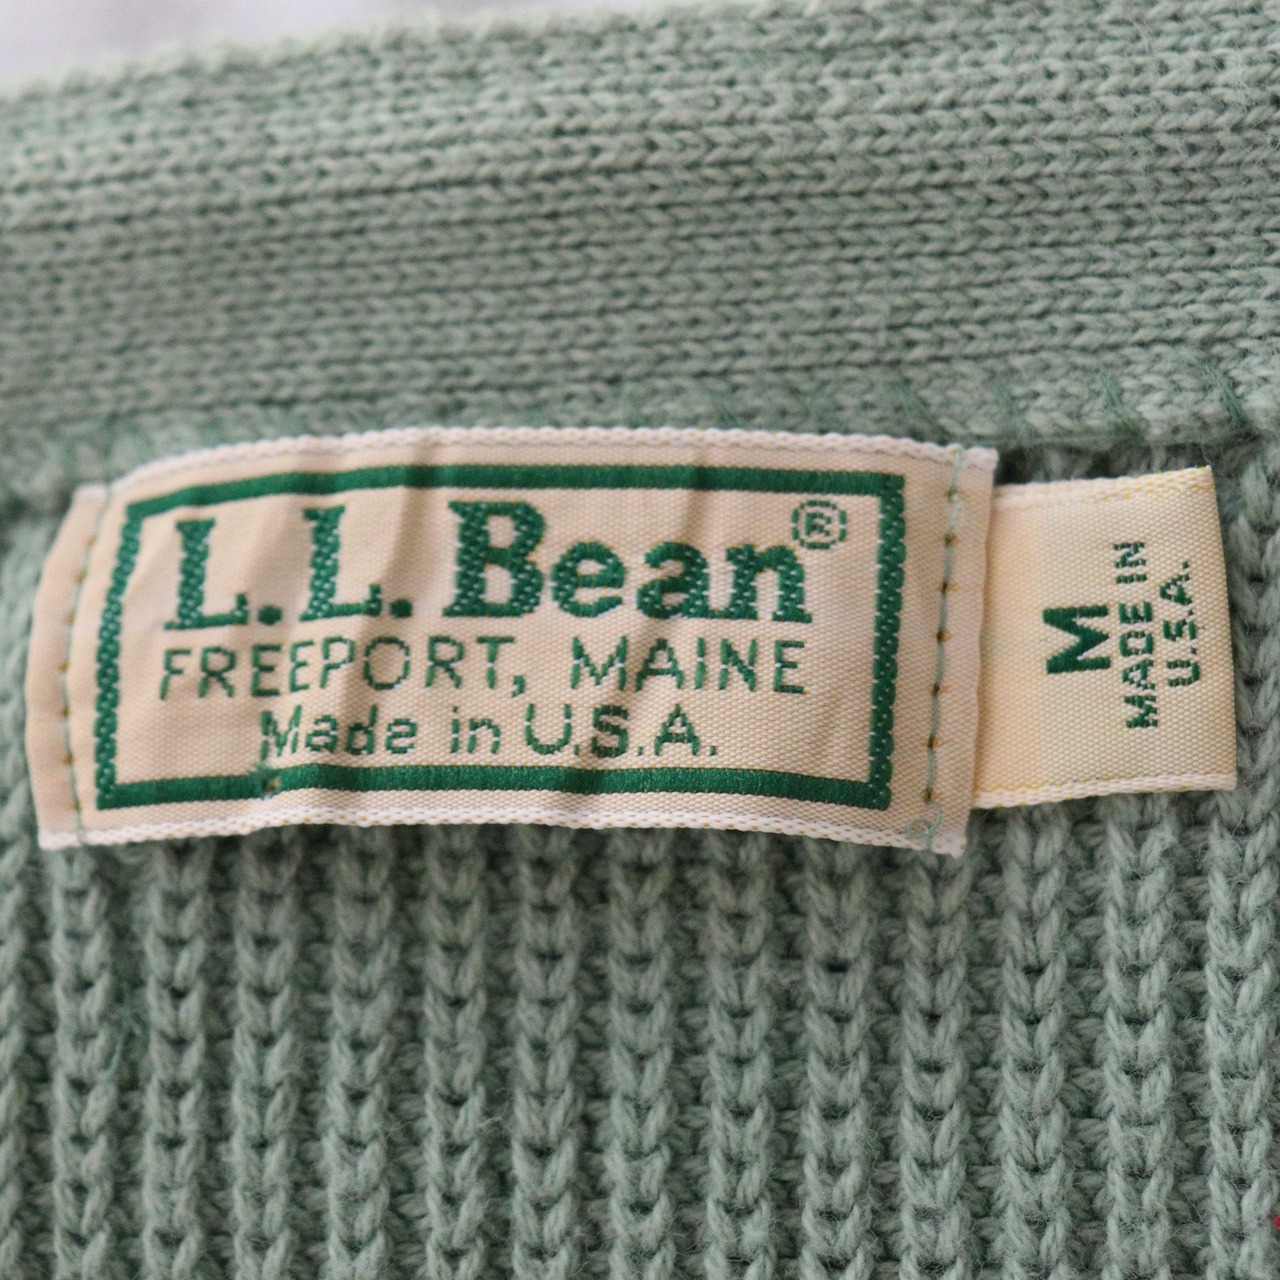 L.L.Bean®
FREEPORT, MAINE
Made in U.S.A.
M
MADE IN
U.S.A.